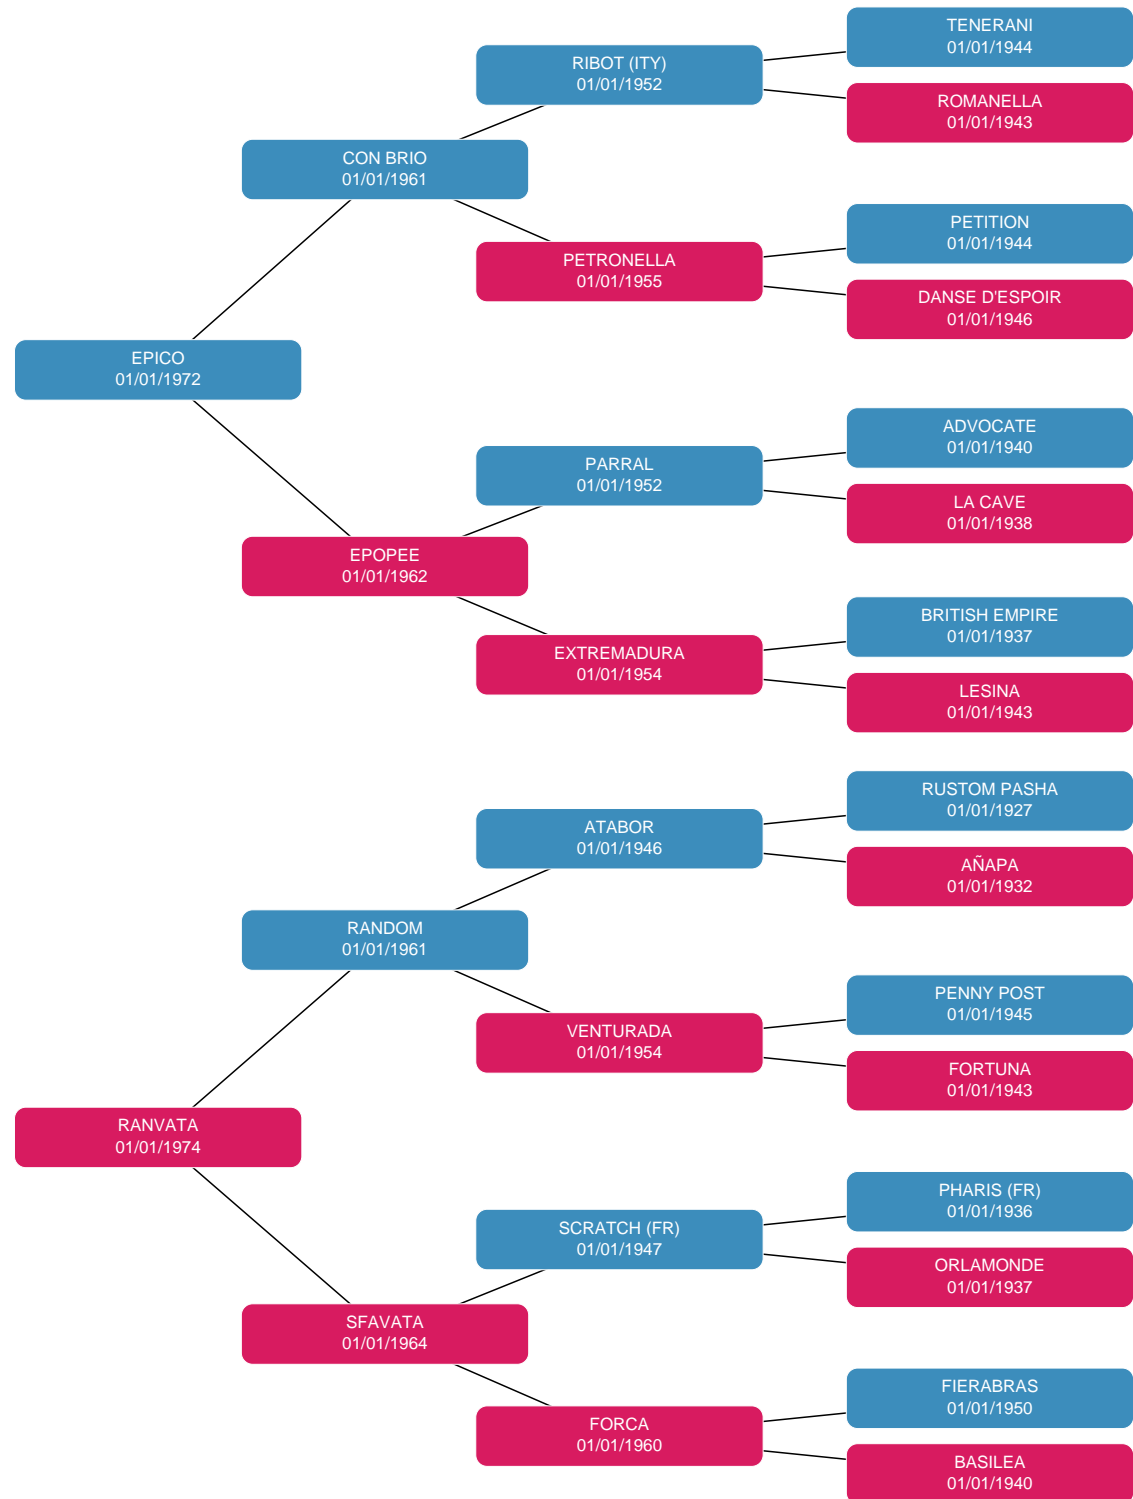 TENERANI
01/01/1944
RIBOT (ITY)
01/01/1952
ROMANELLA
01/01/1943
CON BRIO
01/01/1961
PETITION
01/01/1944
PETRONELLA
01/01/1955
DANSE D'ESPOIR
01/01/1946
EPICO
01/01/1972
ADVOCATE
01/01/1940
PARRAL
01/01/1952
LA CAVE
01/01/1938
EPOPEE
01/01/1962
BRITISH EMPIRE
01/01/1937
EXTREMADURA
01/01/1954
LESINA
01/01/1943
RUSTOM PASHA
01/01/1927
ATABOR
01/01/1946
AÑAPA
01/01/1932
RANDOM
01/01/1961
PENNY POST
01/01/1945
VENTURADA
01/01/1954
FORTUNA
01/01/1943
RANVATA
01/01/1974
PHARIS (FR)
01/01/1936
SCRATCH (FR)
01/01/1947
ORLAMONDE
01/01/1937
SFAVATA
01/01/1964
FIERABRAS
01/01/1950
FORCA
01/01/1960
BASILEA
01/01/1940